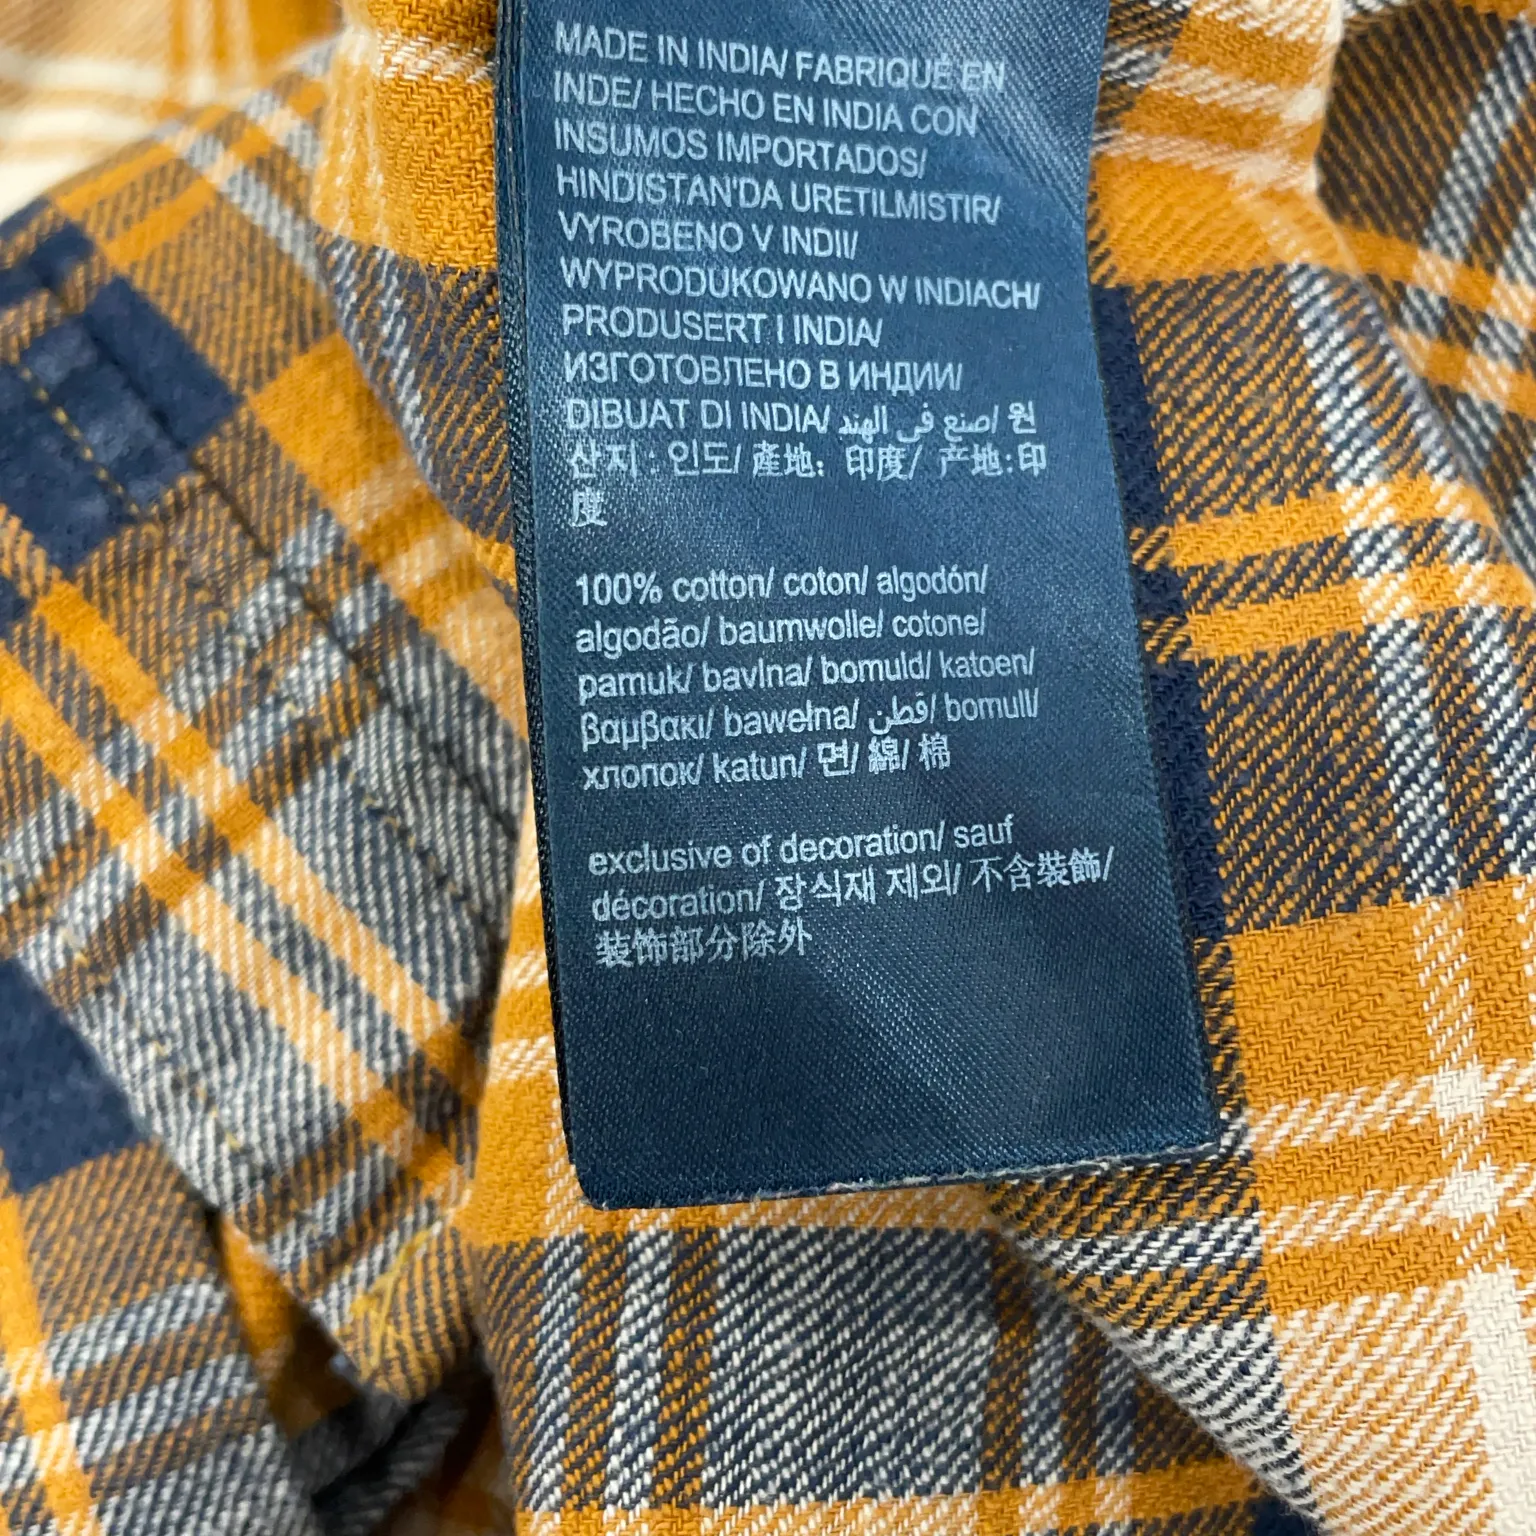 MADE IN INDIA/ FABRIQUÉ EN
INDE/ HECHO EN INDIA CON
INSUMOS IMPORTADOS/
HINDISTAN'DA URETILMISTIR/
VYROBENO V INDII/
WYPRODUKOWANO W INDIACH/
PRODUSERT I INDIA/
ИЗГОТОВЛЕНО В ИНДИИ/
DIBUAT DI INDIA/ صنع في الهند/ 원
산지 : 인도/ 產地: 印度/ 产地:印
度
100% cotton/ coton/ algodón/
algodão/ baumwolle/ cotone/
pamuk/ bavlna/ bomuld/ katoen/
βαμβακι/ bawełna/ قطن/ bomull/
хлопок/ katun/ 면/ 綿/ 棉
exclusive of decoration/ sauf
décoration/ 장식재 제외/ 不含裝飾/
装饰部分除外